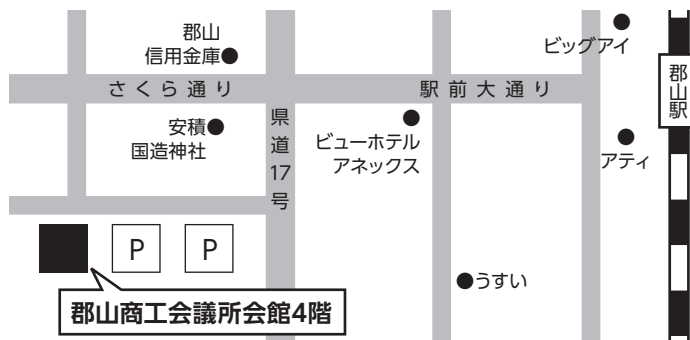 郡山
信用金庫
ビッグアイ
郡山駅
さくら通り
駅前大通り
県道17号
安積
国造神社
ビューホテル
アネックス
アティ
P
P
うすい
郡山商工会議所会館4階